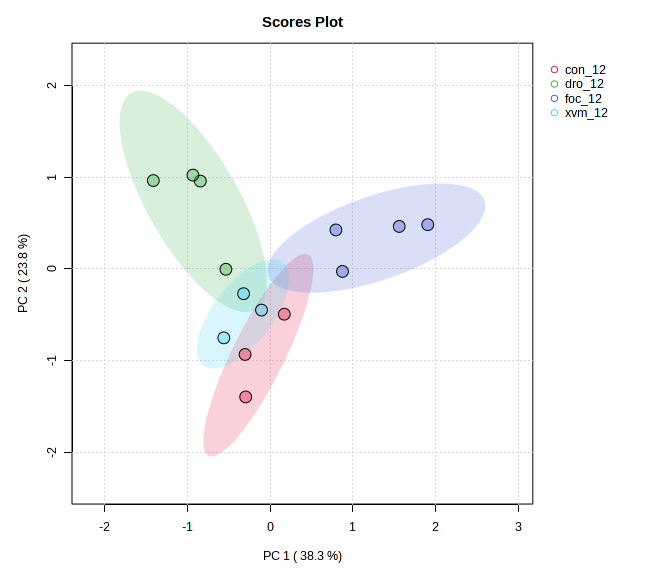 Scores Plot
con_12
dro_12
foc_12
xvm_12
2
1
0
-1
-2
PC 2 ( 23.8 %)
-2 -1 0 1 2 3
PC 1 ( 38.3 %)